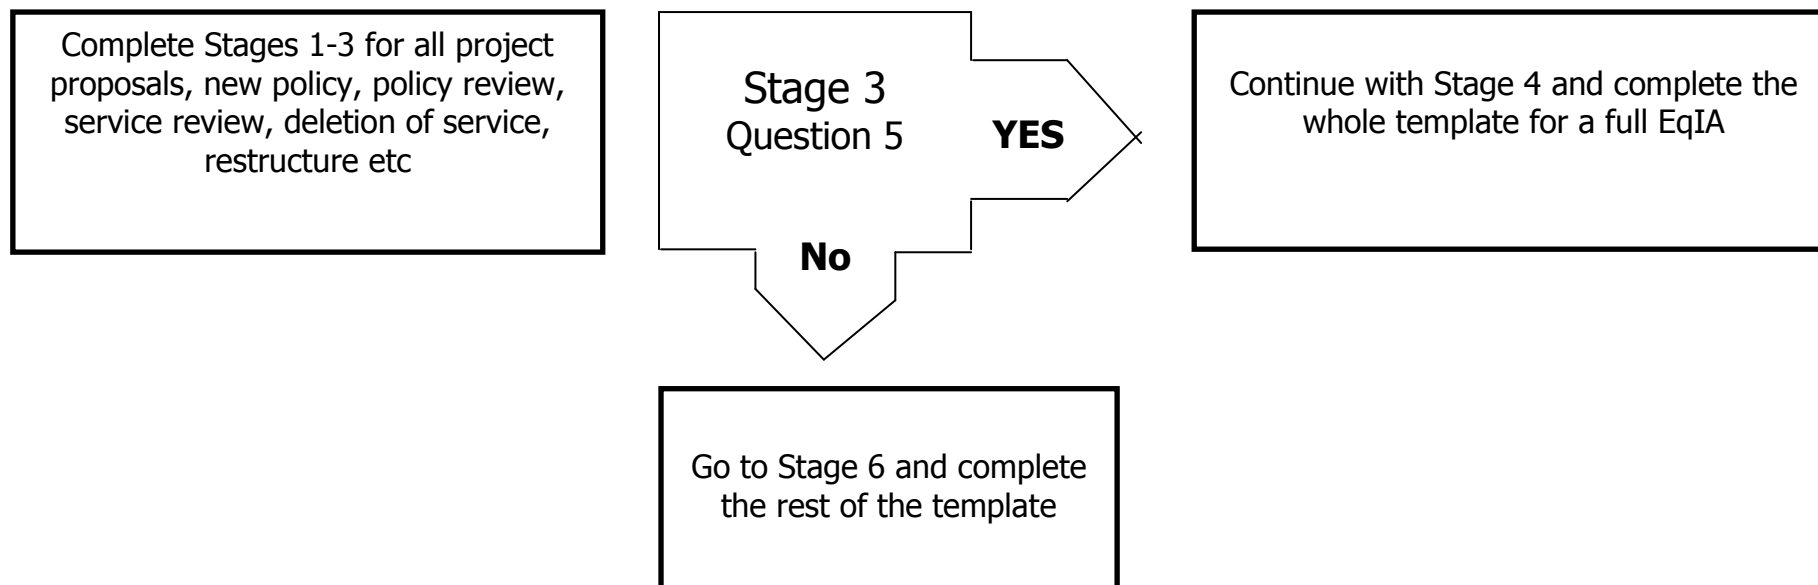 Complete Stages 1-3 for all project
proposals, new policy, policy review,
service review, deletion of service,
restructure etc
Stage 3
Question 5
YES
No
Continue with Stage 4 and complete the
whole template for a full EqIA
Go to Stage 6 and complete
the rest of the template